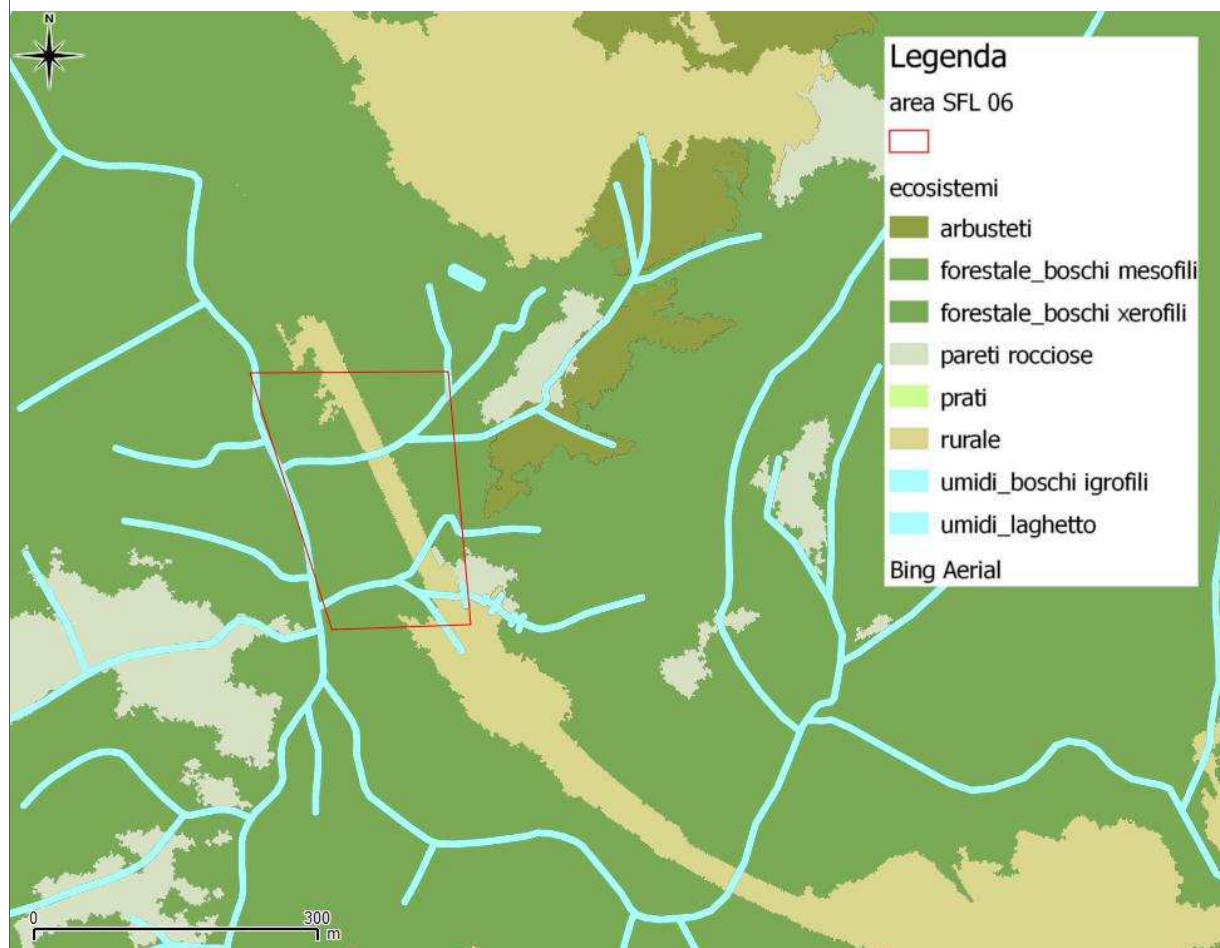 N
Legenda
area SFL 06
ecosistemi
arbusteti
forestale_boschi mesofili
forestale_boschi xerofili
pareti rocciose
prati
rurale
umidi_boschi igrofili
umidi_laghetto
Bing Aerial
0 300
m